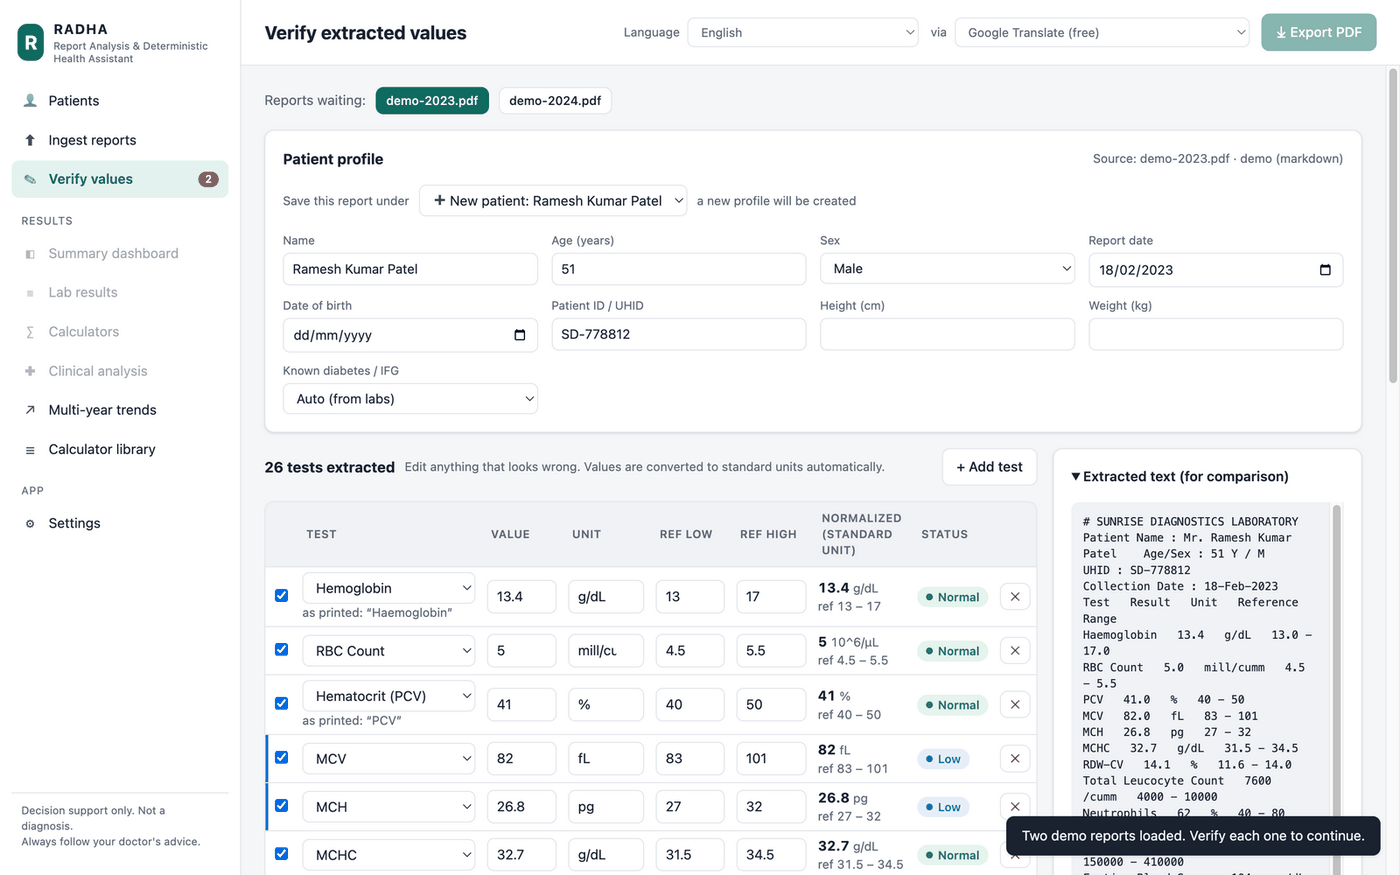 R
RADHA
Report Analysis & Deterministic
Health Assistant
Patients
Ingest reports
Verify values
2
RESULTS
Summary dashboard
Lab results
Calculators
Clinical analysis
Multi-year trends
Calculator library
APP
Settings
Decision support only. Not a
diagnosis.
Always follow your doctor's advice.
Verify extracted values
Language
English
via
Google Translate (free)
Export PDF
Reports waiting:
demo-2023.pdf
demo-2024.pdf
Patient profile
Source: demo-2023.pdf · demo (markdown)
Save this report under
+ New patient: Ramesh Kumar Patel
a new profile will be created
Name
Age (years)
Sex
Report date
Ramesh Kumar Patel
51
Male
18/02/2023
Date of birth
Patient ID / UHID
Height (cm)
Weight (kg)
dd/mm/yyyy
SD-778812
Known diabetes / IFG
Auto (from labs)
26 tests extracted
Edit anything that looks wrong. Values are converted to standard units automatically.
+ Add test
TEST
VALUE
UNIT
REF LOW
REF HIGH
NORMALIZED
(STANDARD
UNIT)
STATUS
Hemoglobin
as printed: “Haemoglobin”
13.4
g/dL
13
17
13.4 g/dL
ref 13 – 17
Normal
RBC Count
5
mill/cu
4.5
5.5
5 10^6/µL
ref 4.5 – 5.5
Normal
Hematocrit (PCV)
as printed: “PCV”
41
%
40
50
41 %
ref 40 – 50
Normal
MCV
82
fL
83
101
82 fL
ref 83 – 101
Low
MCH
26.8
pg
27
32
26.8 pg
ref 27 – 32
Low
MCHC
32.7
g/dL
31.5
34.5
32.7 g/dL
ref 31.5 – 34.5
Normal
Extracted text (for comparison)
# SUNRISE DIAGNOSTICS LABORATORY
Patient Name : Mr. Ramesh Kumar
Patel Age/Sex : 51 Y / M
UHID : SD-778812
Collection Date : 18-Feb-2023
Test Result Unit Reference
Range
Haemoglobin 13.4 g/dL 13.0 –
17.0
RBC Count 5.0 mill/cumm 4.5
– 5.5
PCV 41.0 % 40 – 50
MCV 82.0 fL 83 – 101
MCH 26.8 pg 27 – 32
MCHC 32.7 g/dL 31.5 – 34.5
RDW-CV 14.1 % 11.6 – 14.0
Total Leucocyte Count 7600
/cumm 4000 – 10000
Neutrophils 62 % 40 – 80
150000 – 410000
Two demo reports loaded. Verify each one to continue.